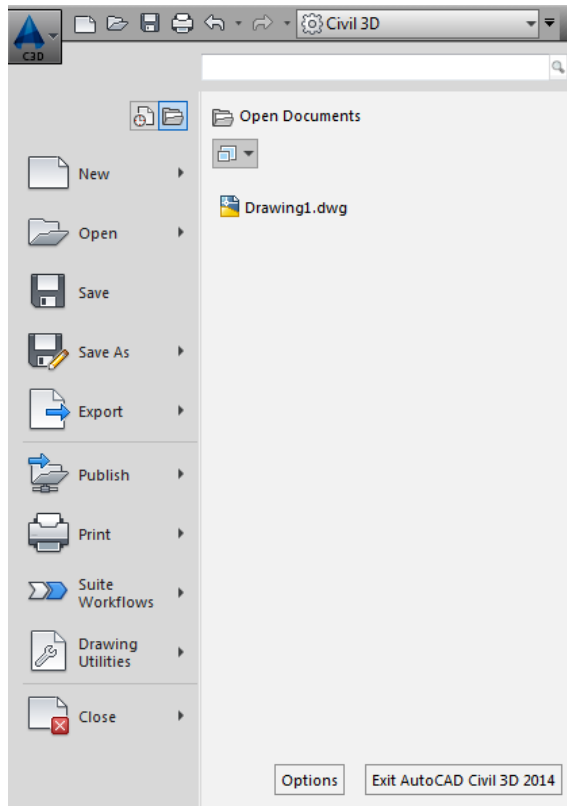 Civil 3D
C3D
Open Documents
New
Drawing1.dwg
Open
Save
Save As
Export
Publish
Print
Suite
Workflows
Drawing
Utilities
Close
Options
Exit AutoCAD Civil 3D 2014